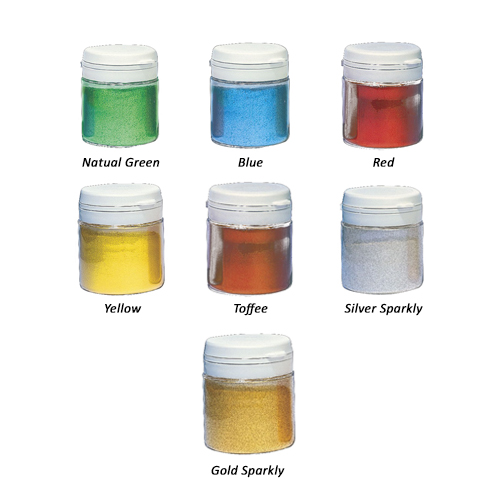 Natual Green
Blue
Red
Yellow
Toffee
Silver Sparkly
Gold Sparkly